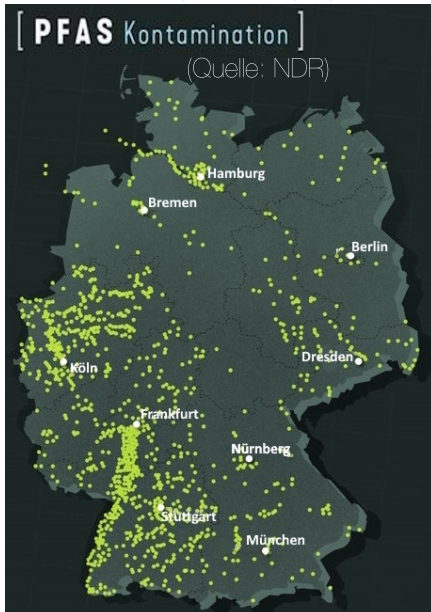 [ PFAS Kontamination ]
(Quelle: NDR)
Hamburg
Bremen
Berlin
Dresden
Köln
Frankfurt
Nürnberg
Stuttgart
München